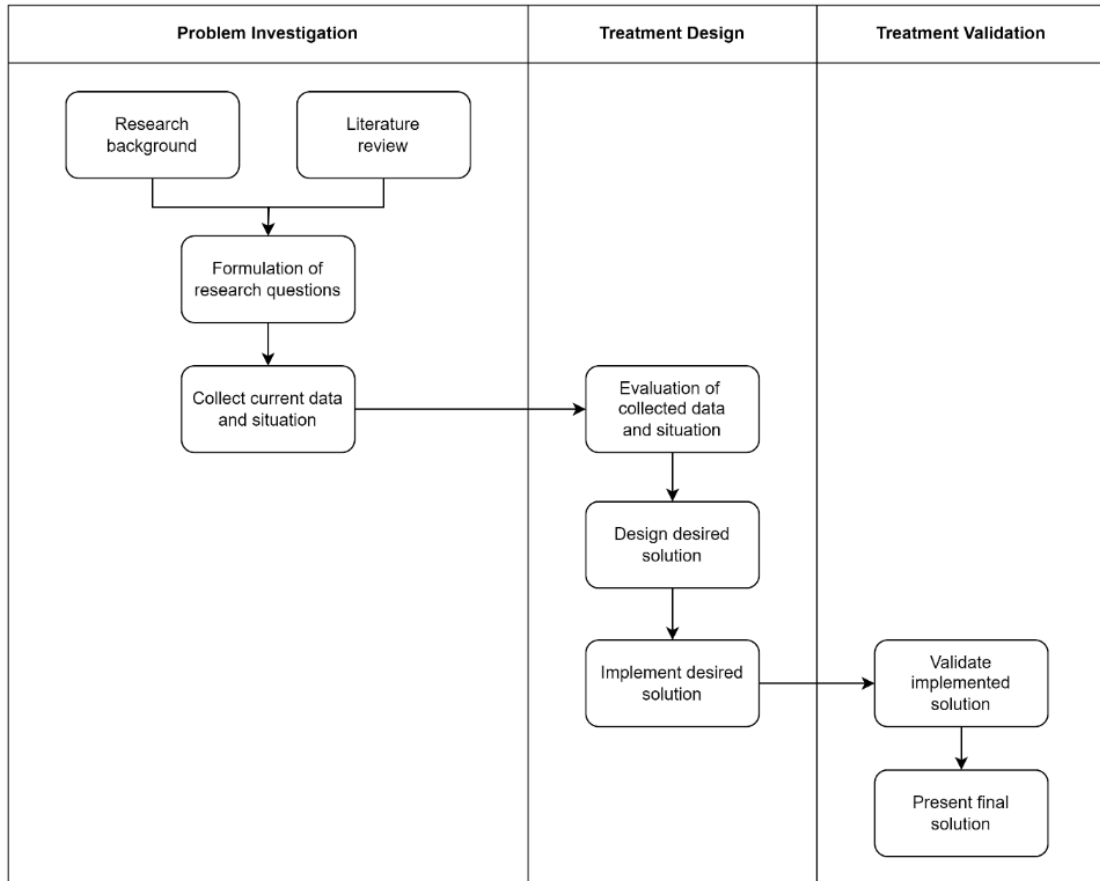 Problem Investigation
Treatment Design
Treatment Validation
Research
background
Literature
review
Formulation of
research questions
Collect current data
and situation
Evaluation of
collected data
and situation
Design desired
solution
Implement desired
solution
Validate
implemented
solution
Present final
solution